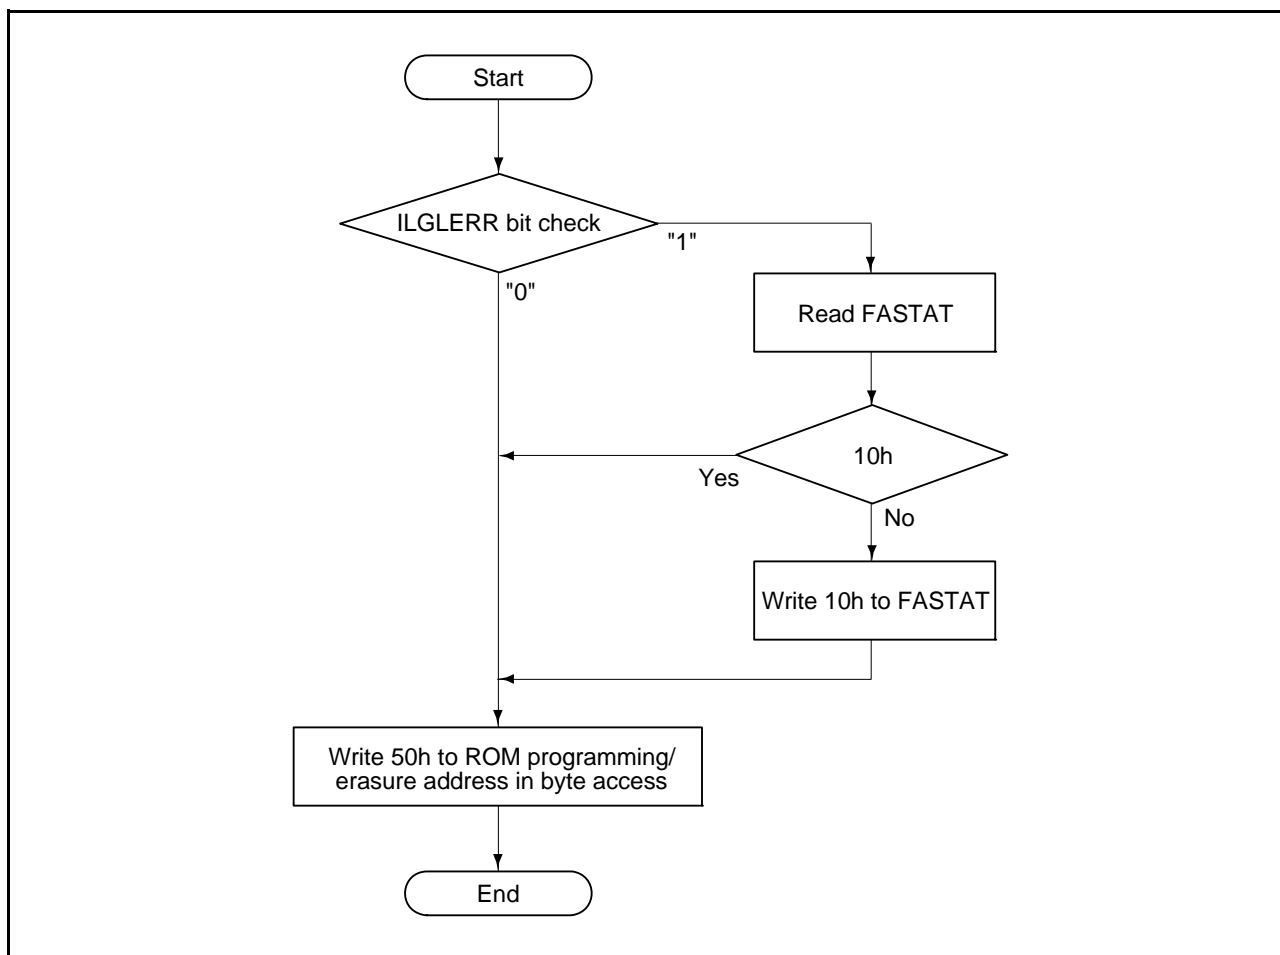 Start
ILGLERR bit check
"1"
"0"
Read FASTAT
10h
Yes
No
Write 10h to FASTAT
Write 50h to ROM programming/
erasure address in byte access
End